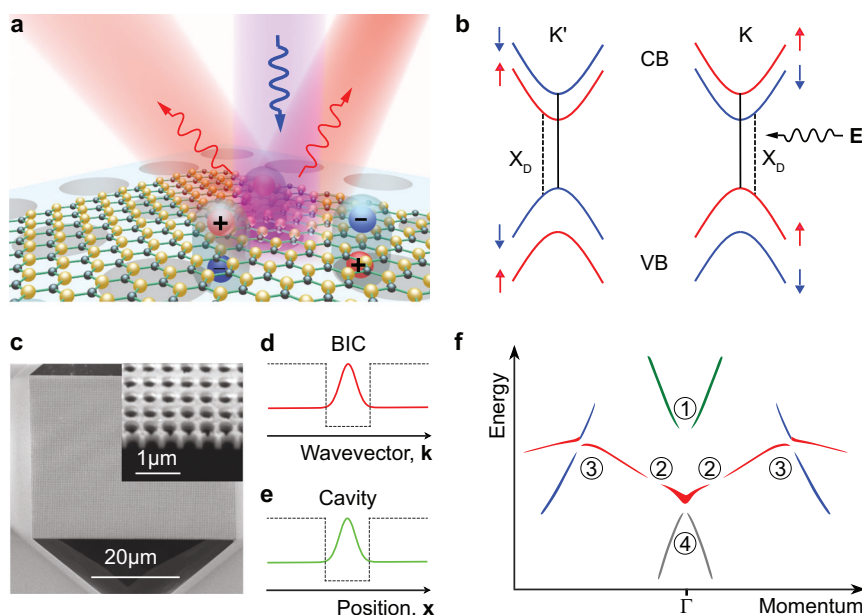 a
+
−
−
+
b
K'
K
CB
X_D
X_D
E
VB
c
1µm
20µm
d
BIC
Wavevector, k
e
Cavity
Position, x
f
Energy
①
②
②
③
③
④
Γ
Momentum